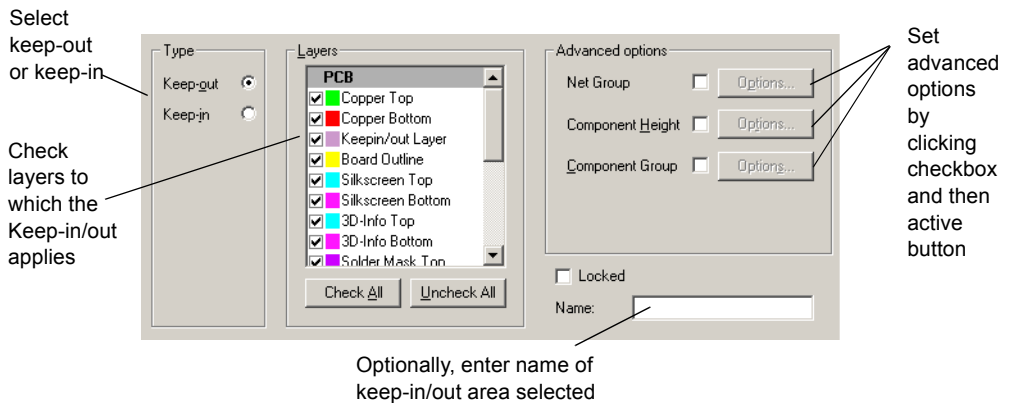 Select
keep-out
or keep-in
Check
layers to
which the
Keep-in/out
applies
Type
Keep-out
Keep-in
Layers
PCB
Copper Top
Copper Bottom
Keepin/out Layer
Board Outline
Silkscreen Top
Silkscreen Bottom
3D-Info Top
3D-Info Bottom
Solder Mask Top
Check All
Uncheck All
Advanced options
Net Group
Options...
Component Height
Options...
Component Group
Options...
Locked
Name:
Set
advanced
options
by
clicking
checkbox
and then
active
button
Optionally, enter name of
keep-in/out area selected